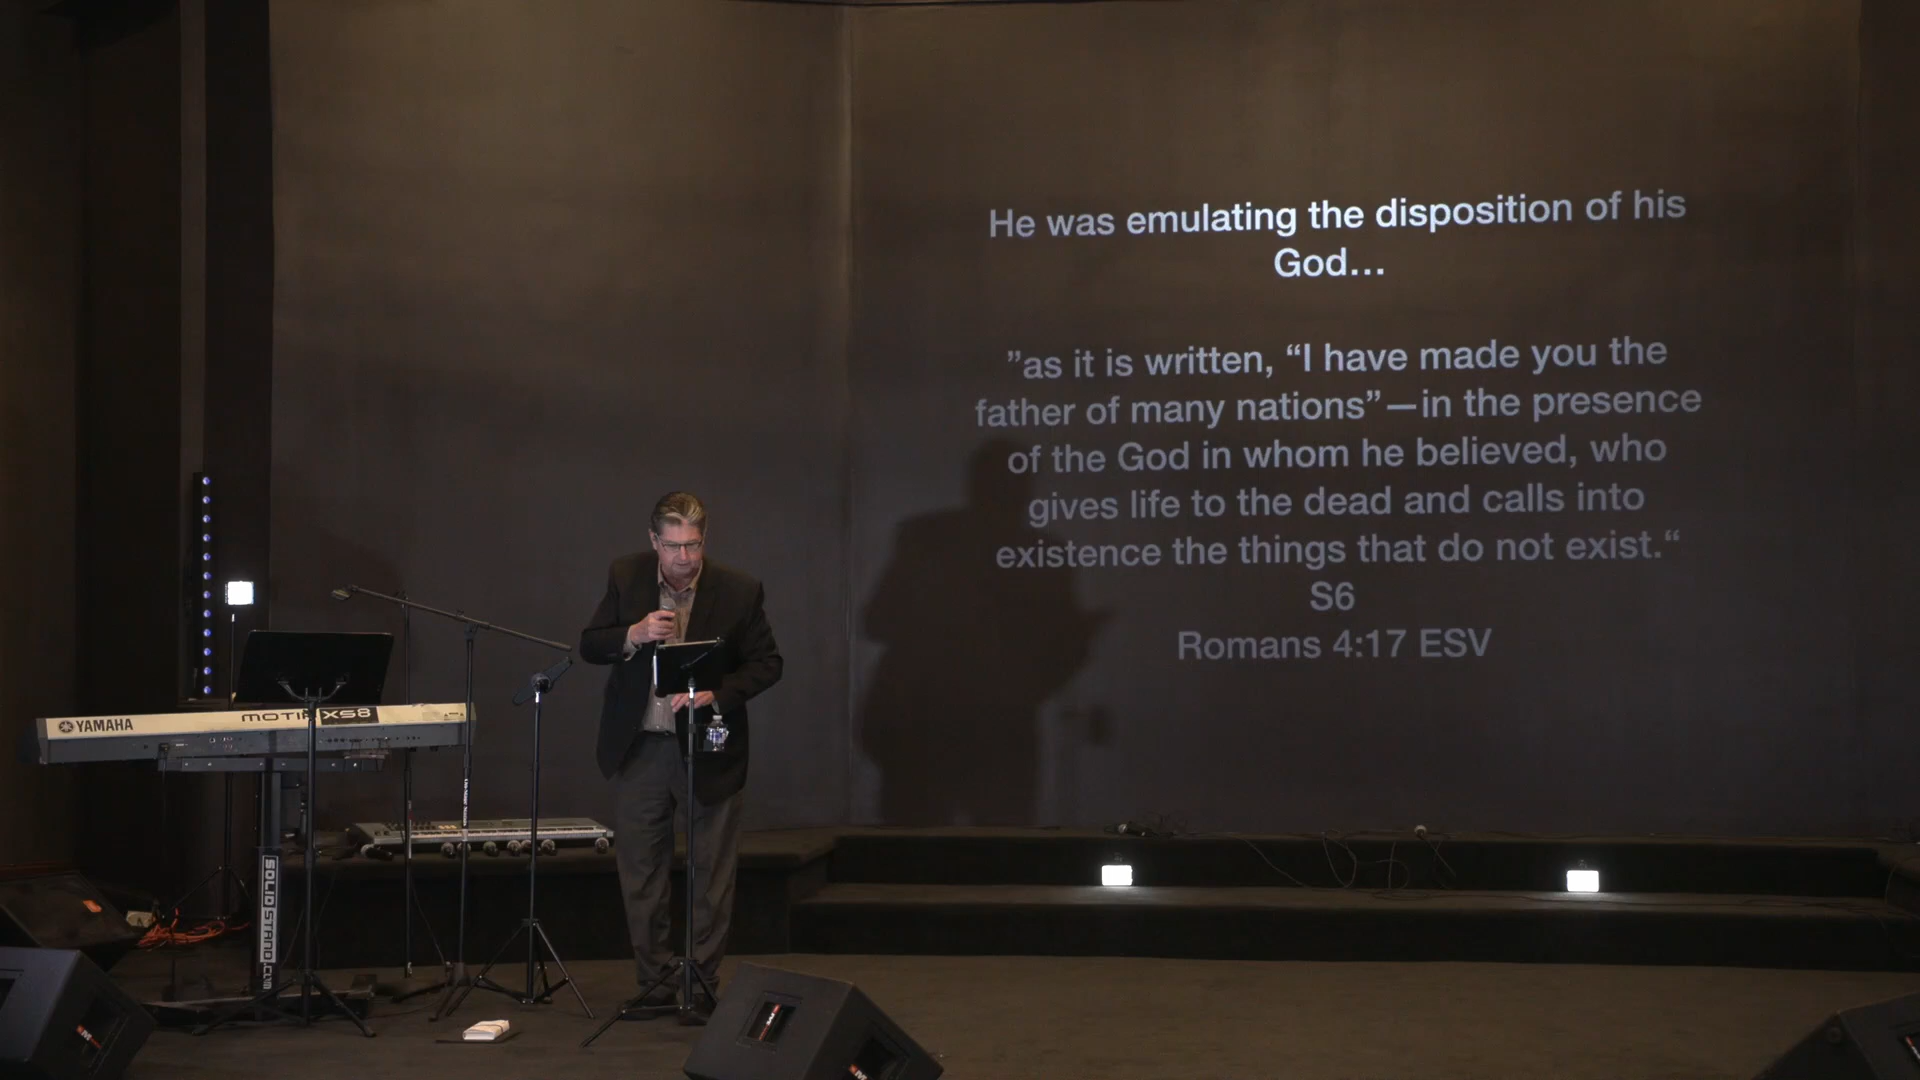 He was emulating the disposition of his
God...
”as it is written, “I have made you the
father of many nations”—in the presence
of the God in whom he believed, who
gives life to the dead and calls into
existence the things that do not exist.“
S6
Romans 4:17 ESV
YAMAHA
MOTIF XS8
SOLID STAND.COM